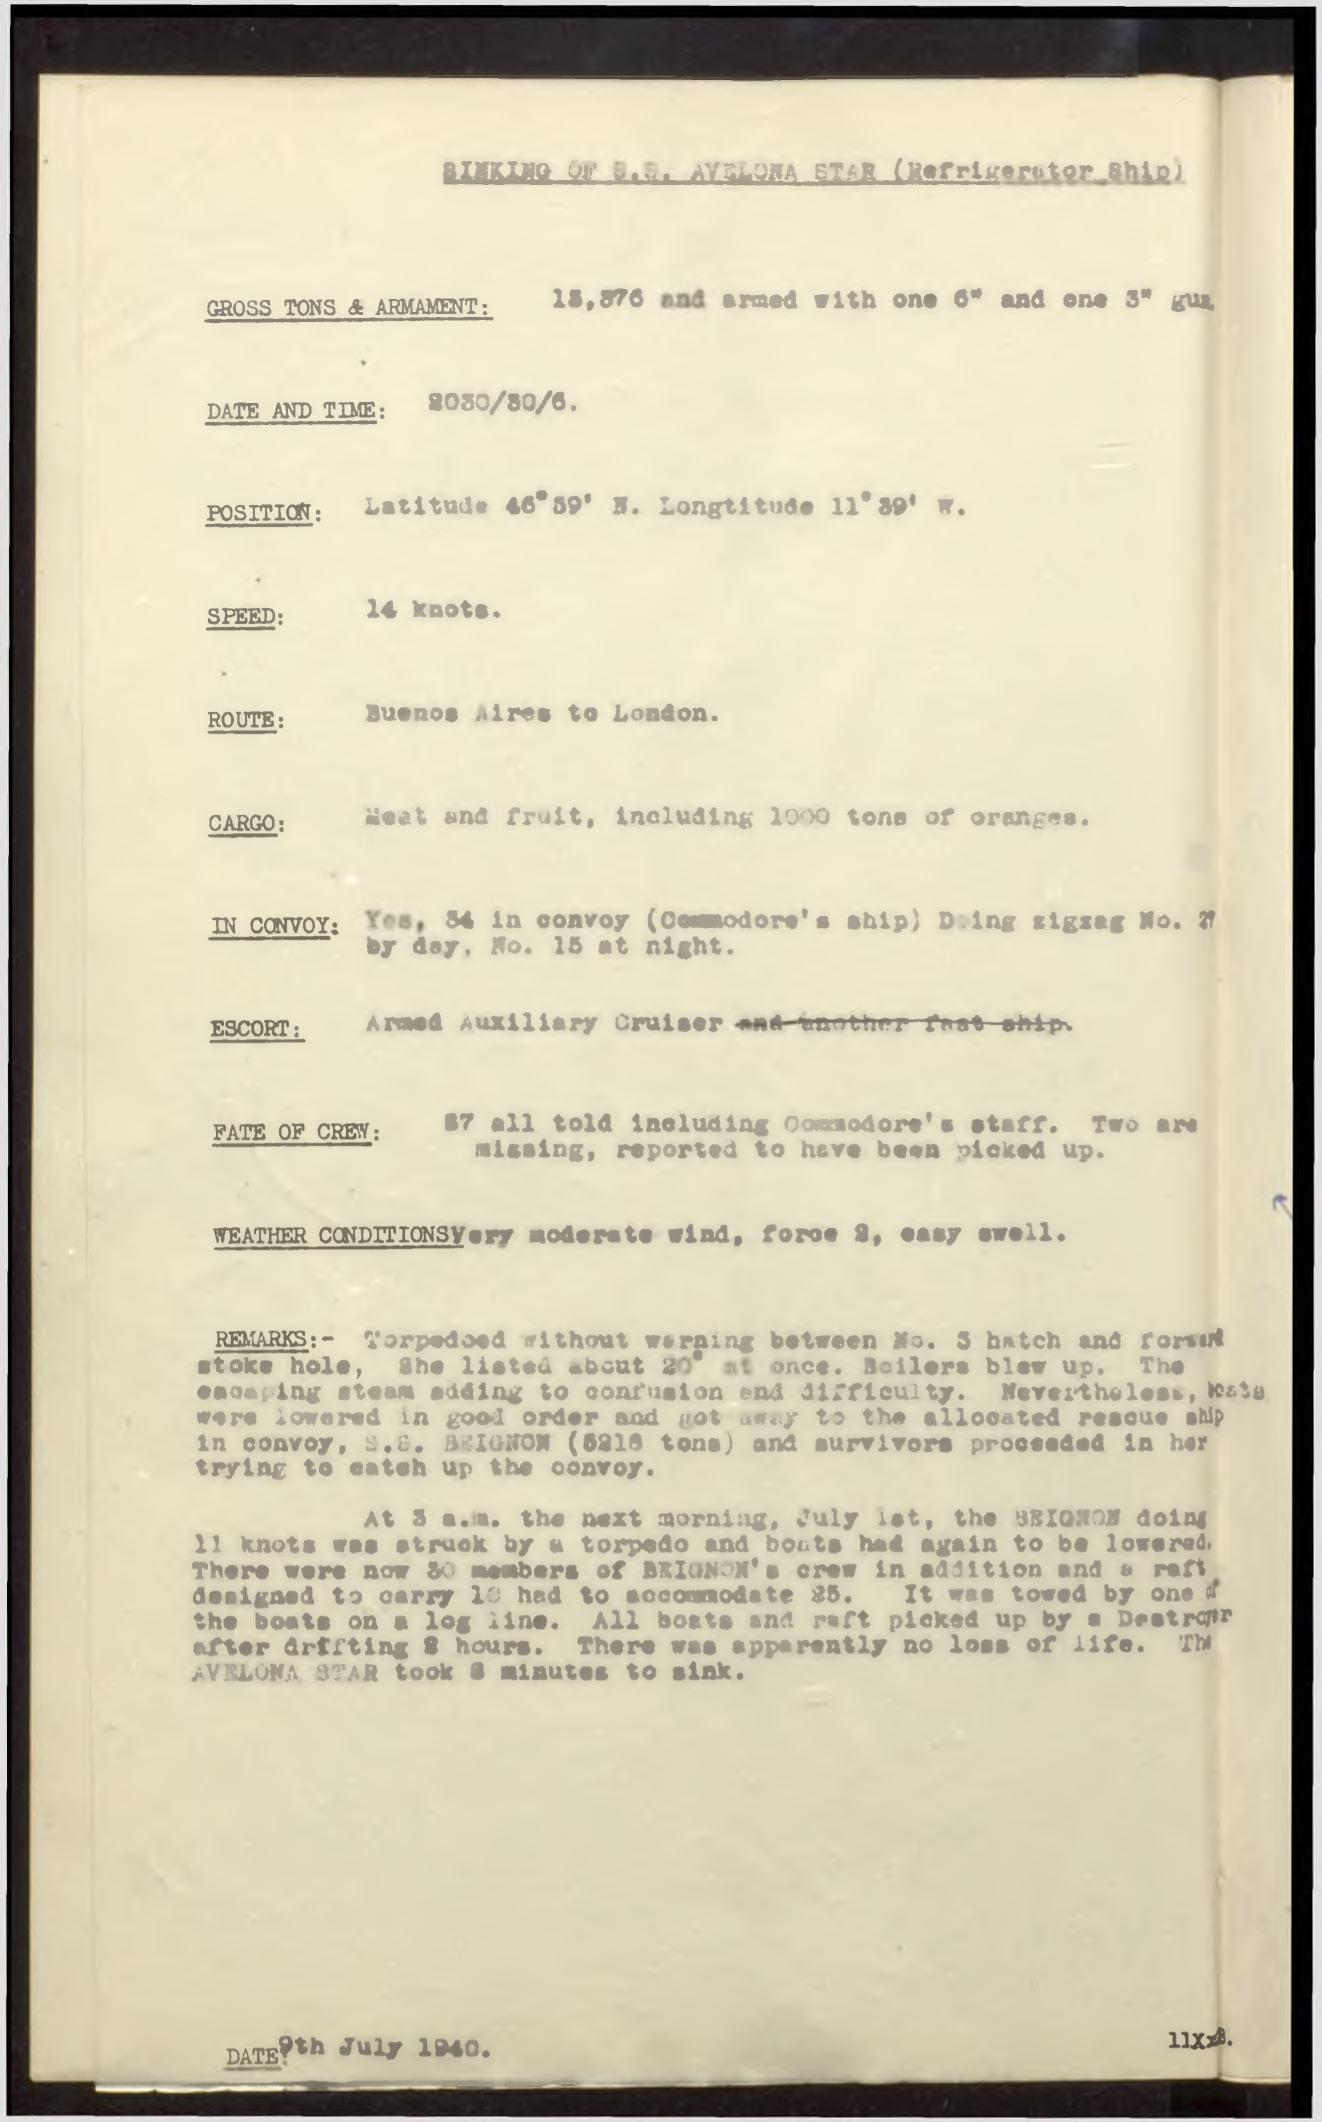 SINKING OF S.S. AVELONA STAR (Refrigerator Ship)
GROSS TONS & ARMAMENT: 13,376 and armed with one 6" and one 3" gun.
DATE AND TIME: 2030/30/6.
POSITION: Latitude 46° 39' N. Longtitude 11° 39' W.
SPEED: 14 knots.
ROUTE: Buenos Aires to London.
CARGO: Meat and fruit, including 1000 tons of oranges.
IN CONVOY: Yes, 34 in convoy (Commodore's ship) Doing zigzag No. 27
by day, No. 15 at night.
ESCORT: Armed Auxiliary Cruiser and another fast ship.
FATE OF CREW: 87 all told including Commodore's staff. Two are
missing, reported to have been picked up.
WEATHER CONDITIONS Very moderate wind, force 2, easy swell.
REMARKS:- Torpedoed without warning between No. 3 hatch and forward
stoke hole, She listed about 20° at once. Boilers blew up. The
escaping steam adding to confusion and difficulty. Nevertheless, boats
were lowered in good order and got away to the allocated rescue ship
in convoy, S.S. BEIGNON (5218 tons) and survivors proceeded in her
trying to catch up the convoy.
At 3 a.m. the next morning, July 1st, the BEIGNON doing
11 knots was struck by a torpedo and boats had again to be lowered.
There were now 30 members of BEIGNON's crew in addition and a raft
designed to carry 10 had to accommodate 25. It was towed by one of
the boats on a log line. All boats and raft picked up by a Destroyer
after drifting 8 hours. There was apparently no loss of life. The
AVELONA STAR took 8 minutes to sink.
DATE: 9th July 1940.